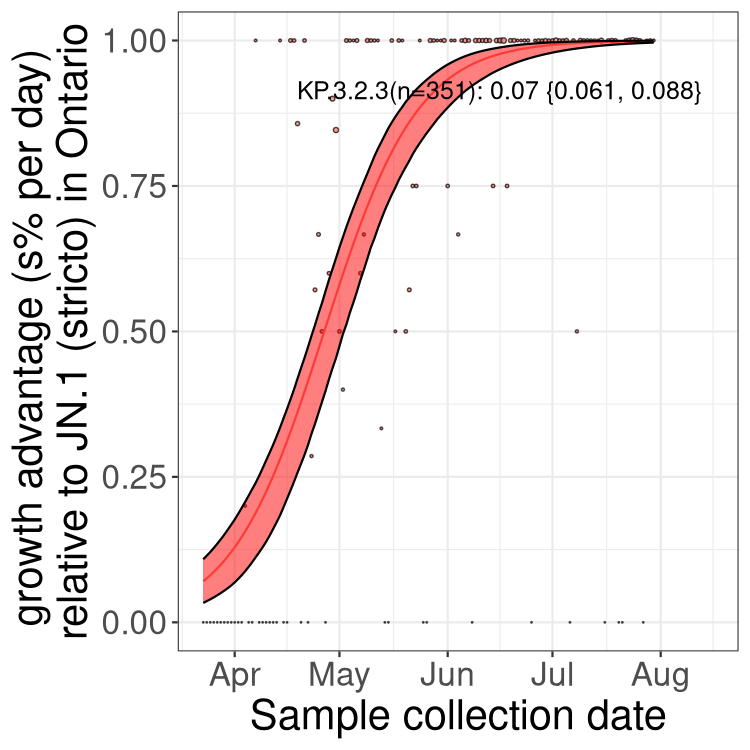 growth advantage (s% per day)
relative to JN.1 (stricto) in Ontario
1.00
0.75
0.50
0.25
0.00
KP.3.2.3(n=351): 0.07 {0.061, 0.088}
Apr May Jun Jul Aug
Sample collection date